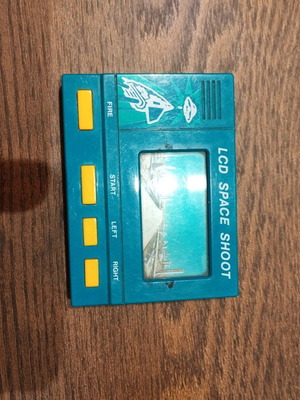 LCD SPACE SHOOT
FIRE
START
LEFT
RIGHT